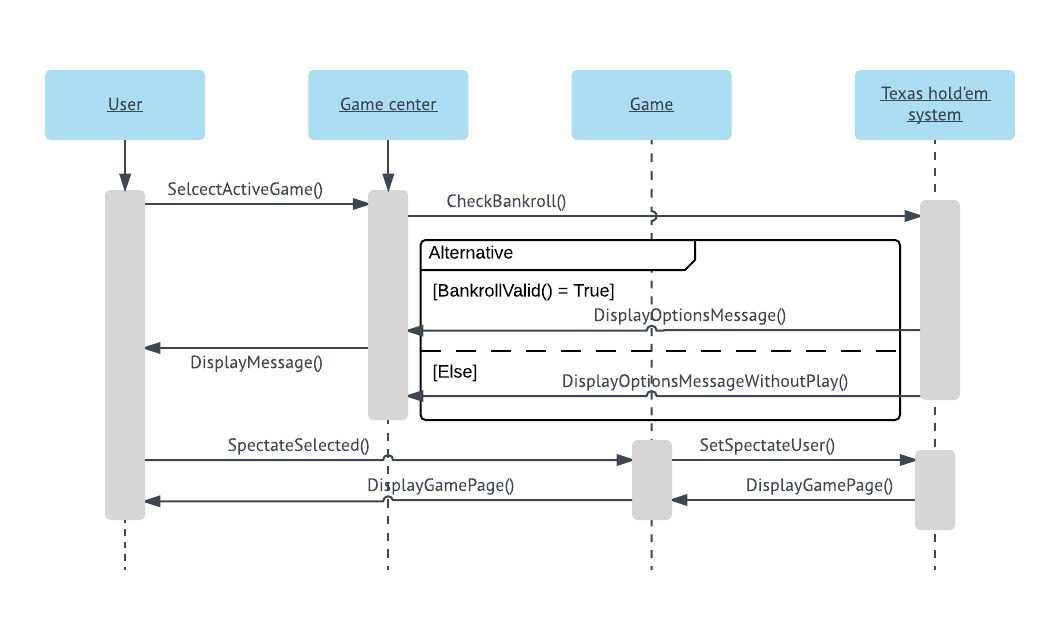 User
Game center
Game
Texas hold'em
system
SelcectActiveGame()
CheckBankroll()
Alternative
[BankrollValid() = True]
DisplayOptionsMessage()
DisplayMessage()
[Else]
DisplayOptionsMessageWithoutPlay()
SpectateSelected()
SetSpectateUser()
DisplayGamePage()
DisplayGamePage()